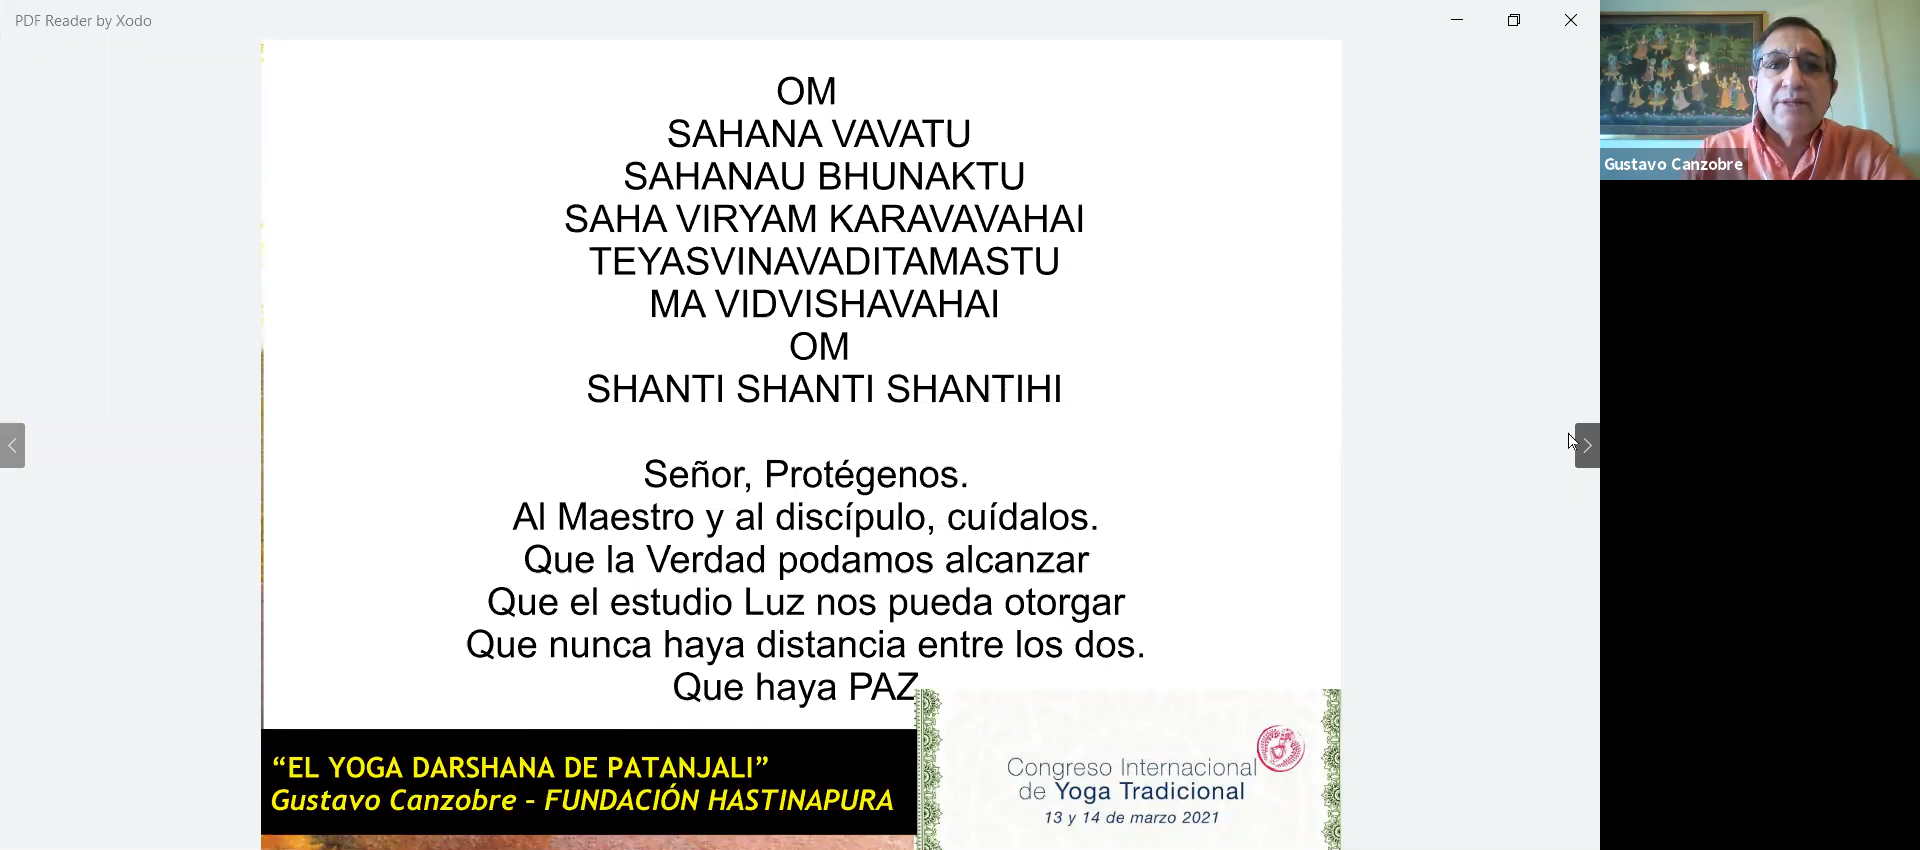 PDF Reader by Xodo
OM
SAHANA VAVATU
SAHANAU BHUNAKTU
SAHA VIRYAM KARAVAVAHAI
TEYASVINAVADITAMASTU
MA VIDVISHAVAHAI
OM
SHANTI SHANTI SHANTIHI
Señor, Protégenos.
Al Maestro y al discípulo, cuídalos.
Que la Verdad podamos alcanzar
Que el estudio Luz nos pueda otorgar
Que nunca haya distancia entre los dos.
Que haya PAZ
“EL YOGA DARSHANA DE PATANJALI”
Gustavo Canzobre – FUNDACIÓN HASTINAPURA
Congreso Internacional
de Yoga Tradicional
13 y 14 de marzo 2021
Gustavo Canzobre